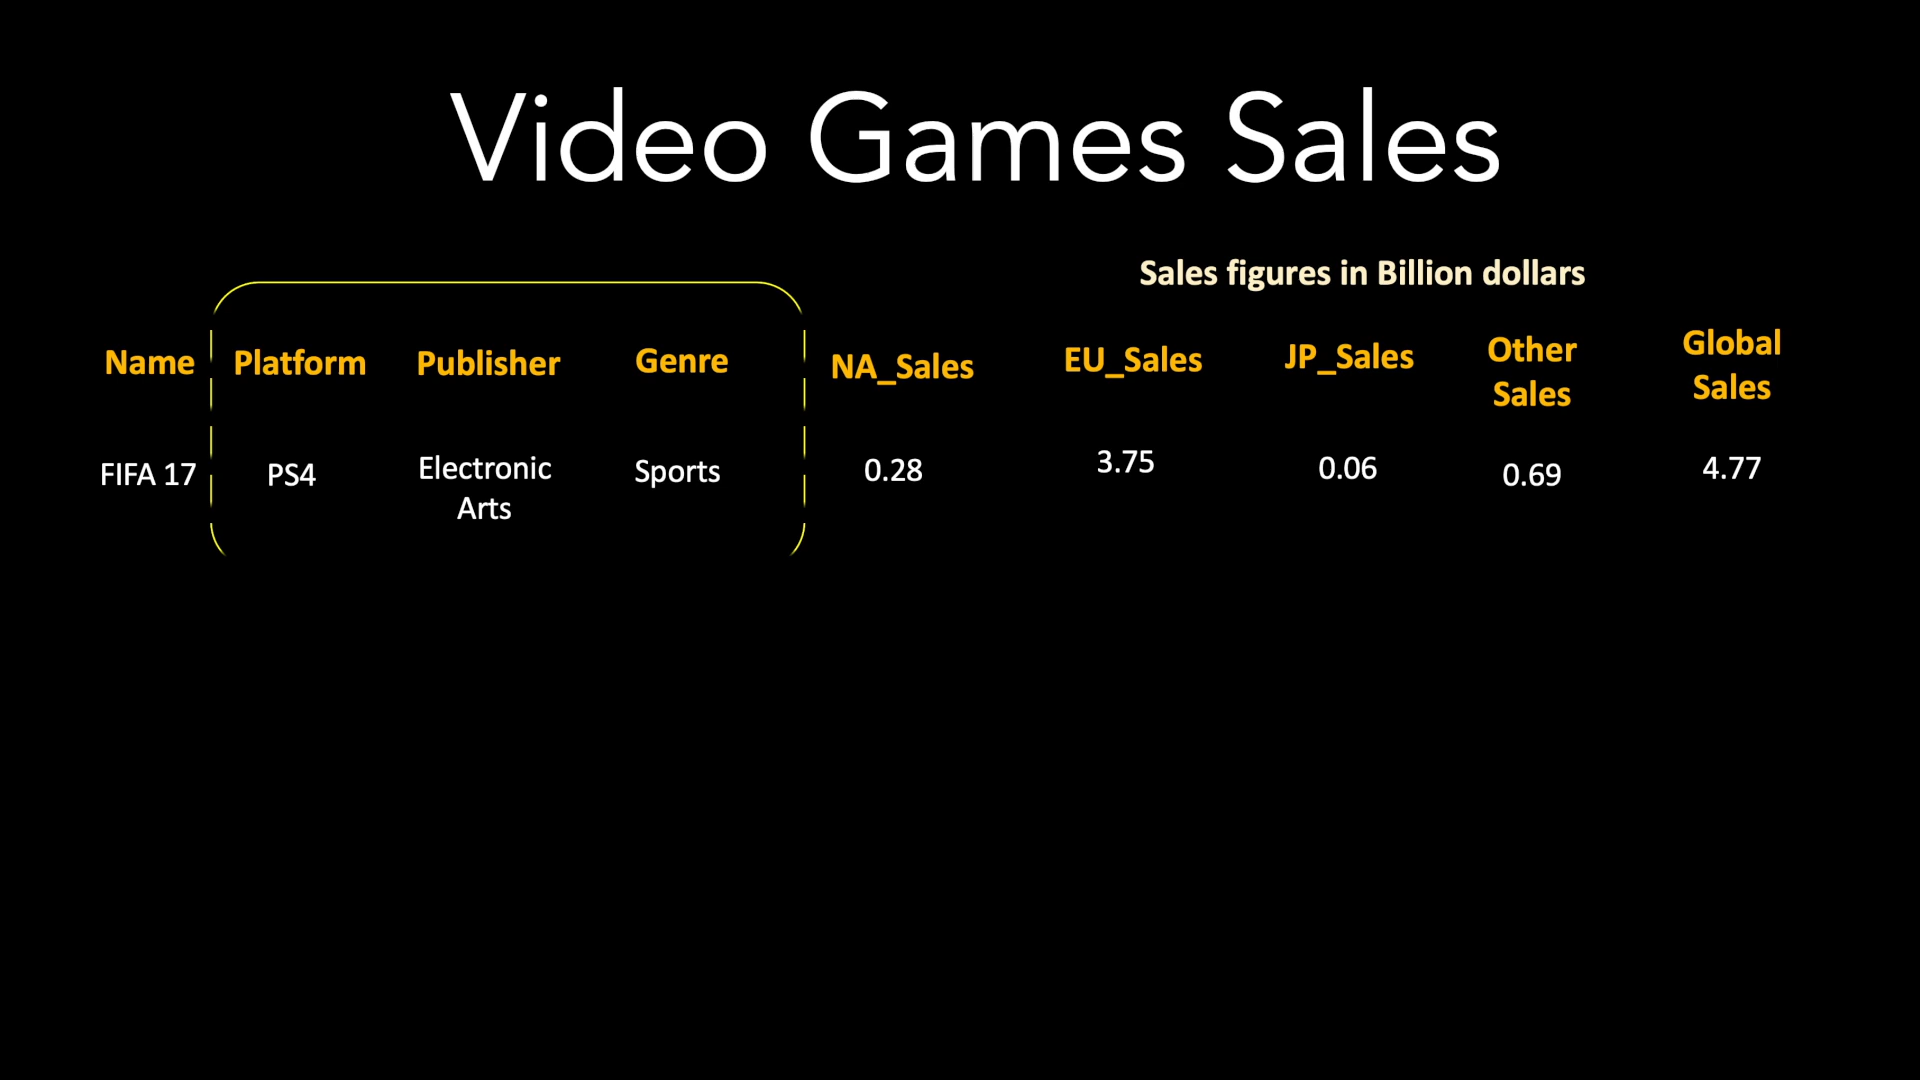 Video Games Sales
Sales figures in Billion dollars
Name Platform Publisher Genre NA_Sales EU_Sales JP_Sales Other Sales Global Sales
FIFA 17 PS4 Electronic Arts Sports 0.28 3.75 0.06 0.69 4.77